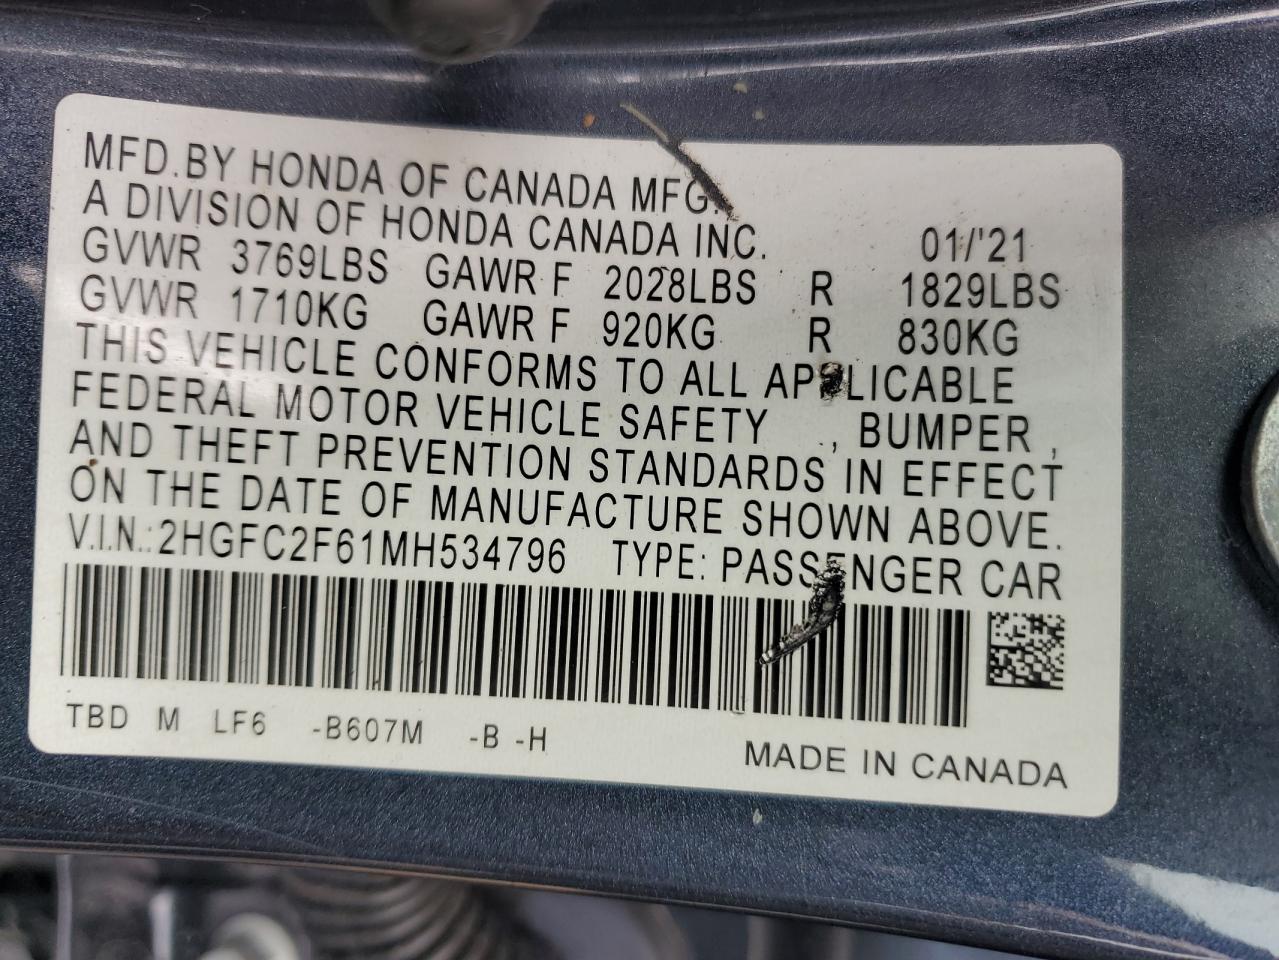 MFD.BY HONDA OF CANADA MFG.
A DIVISION OF HONDA CANADA INC. 01/'21
GVWR 3769LBS GAWR F 2028LBS R 1829LBS
GVWR 1710KG GAWR F 920KG R 830KG
THIS VEHICLE CONFORMS TO ALL APPLICABLE
FEDERAL MOTOR VEHICLE SAFETY , BUMPER ,
AND THEFT PREVENTION STANDARDS IN EFFECT
ON THE DATE OF MANUFACTURE SHOWN ABOVE.
V.I.N.: 2HGFC2F61MH534796 TYPE: PASSENGER CAR
TBD M LF6 -B607M -B -H
MADE IN CANADA